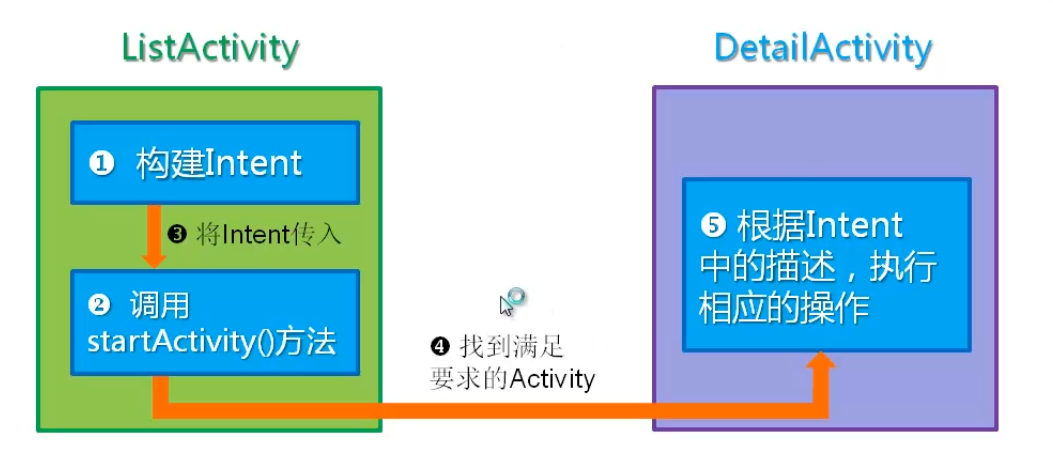 ListActivity
DetailActivity
❶ 构建Intent
❸ 将Intent传入
❷ 调用
startActivity()方法
❹ 找到满足
要求的Activity
❺ 根据Intent
中的描述，执行
相应的操作